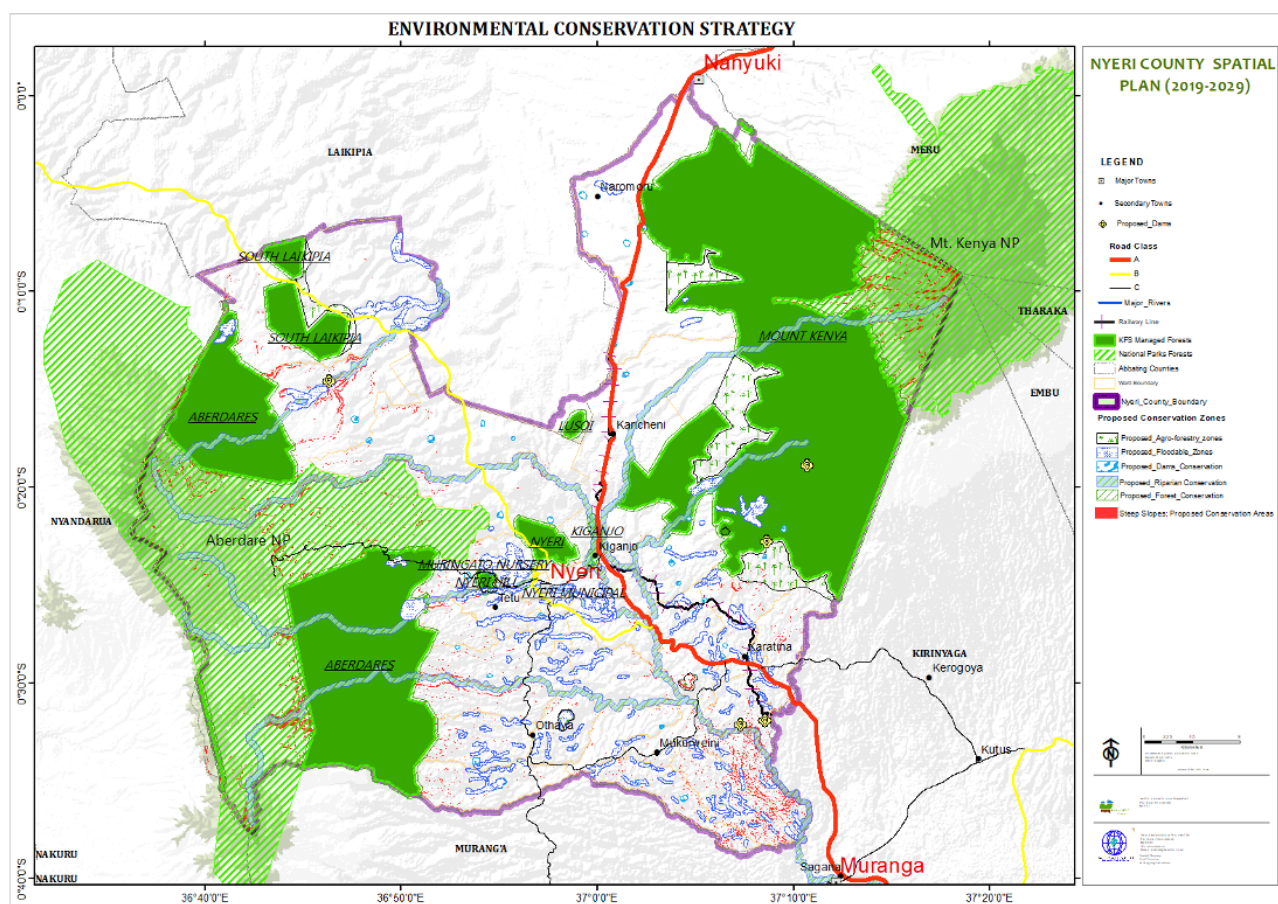 ENVIRONMENTAL CONSERVATION STRATEGY
NYERI COUNTY SPATIAL
PLAN (2019-2029)
LEGEND
Major Towns
Secondary Towns
Proposed_Dams
Road Class
A
B
C
Major_Rivers
Railway Line
KFS Managed Forests
National Parks Forests
Abbating Counties
Ward Boundary
Nyeri_County_Boundary
Proposed Conservation Zones
Proposed_Agro-forestry_zones
Proposed_Floodable_Zones
Proposed_Dams_Conservation
Proposed_Riparian Conservation
Proposed_Forest_Conservation
Steep Slopes: Proposed Conservation Areas
N
Nanyuki
LAIKIPIA
MERU
Naromoru
Mt. Kenya NP
SOUTH LAIKIPIA
THARAKA
SOUTH LAIKIPIA
MOUNT KENYA
EMBU
ABERDARES
LUSOI
Kancheni
NYANDARUA
Aberdare NP
NYERI
KIGANJO
Kiganjo
MURINGATO NURSERY
Nyeri
NYERI HILL
NYERI MUNICIPAL
Tetu
Karatina
KIRINYAGA
Kerogoya
ABERDARES
Othaya
Mukurweini
Kutus
MURANG'A
NAKURU
NAKURU
Sagana
Muranga
0°0'1"
0°10'0"S
0°20'0"S
0°30'0"S
0°40'0"S
36°40'0"E
36°50'0"E
37°0'0"E
37°10'0"E
37°20'0"E